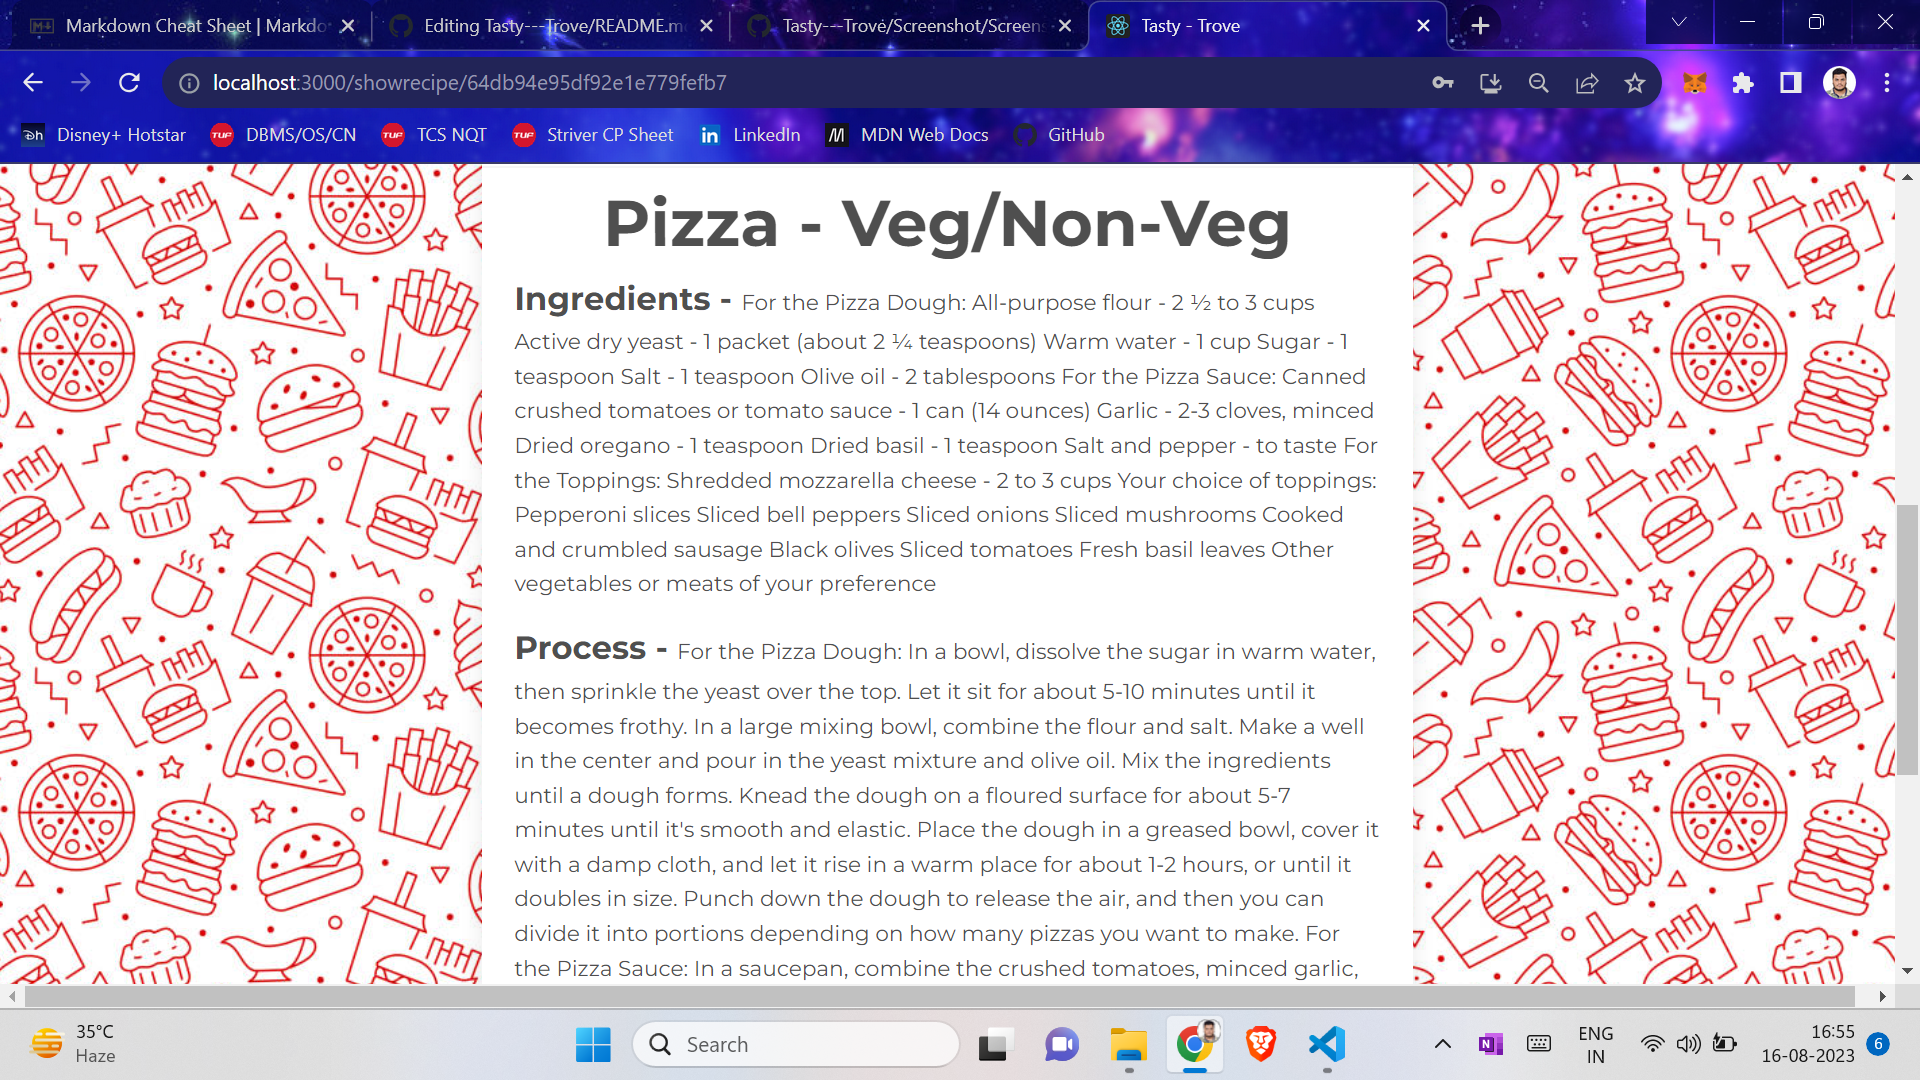 Markdown Cheat Sheet | Markdo
Editing Tasty---Trove/README.m
Tasty---Trove/Screenshot/Screens
Tasty - Trove
localhost:3000/showrecipe/64db94e95df92e1e779fefb7
Disney+ Hotstar
TUF DBMS/OS/CN
TUF TCS NQT
TUF Striver CP Sheet
in LinkedIn
MDN Web Docs
GitHub
Pizza - Veg/Non-Veg
Ingredients - For the Pizza Dough: All-purpose flour - 2 ½ to 3 cups
Active dry yeast - 1 packet (about 2 ¼ teaspoons) Warm water - 1 cup Sugar - 1
teaspoon Salt - 1 teaspoon Olive oil - 2 tablespoons For the Pizza Sauce: Canned
crushed tomatoes or tomato sauce - 1 can (14 ounces) Garlic - 2-3 cloves, minced
Dried oregano - 1 teaspoon Dried basil - 1 teaspoon Salt and pepper - to taste For
the Toppings: Shredded mozzarella cheese - 2 to 3 cups Your choice of toppings:
Pepperoni slices Sliced bell peppers Sliced onions Sliced mushrooms Cooked
and crumbled sausage Black olives Sliced tomatoes Fresh basil leaves Other
vegetables or meats of your preference
Process - For the Pizza Dough: In a bowl, dissolve the sugar in warm water,
then sprinkle the yeast over the top. Let it sit for about 5-10 minutes until it
becomes frothy. In a large mixing bowl, combine the flour and salt. Make a well
in the center and pour in the yeast mixture and olive oil. Mix the ingredients
until a dough forms. Knead the dough on a floured surface for about 5-7
minutes until it's smooth and elastic. Place the dough in a greased bowl, cover it
with a damp cloth, and let it rise in a warm place for about 1-2 hours, or until it
doubles in size. Punch down the dough to release the air, and then you can
divide it into portions depending on how many pizzas you want to make. For
the Pizza Sauce: In a saucepan, combine the crushed tomatoes, minced garlic,
35°C
Haze
Search
ENG
IN
16:55
16-08-2023
6